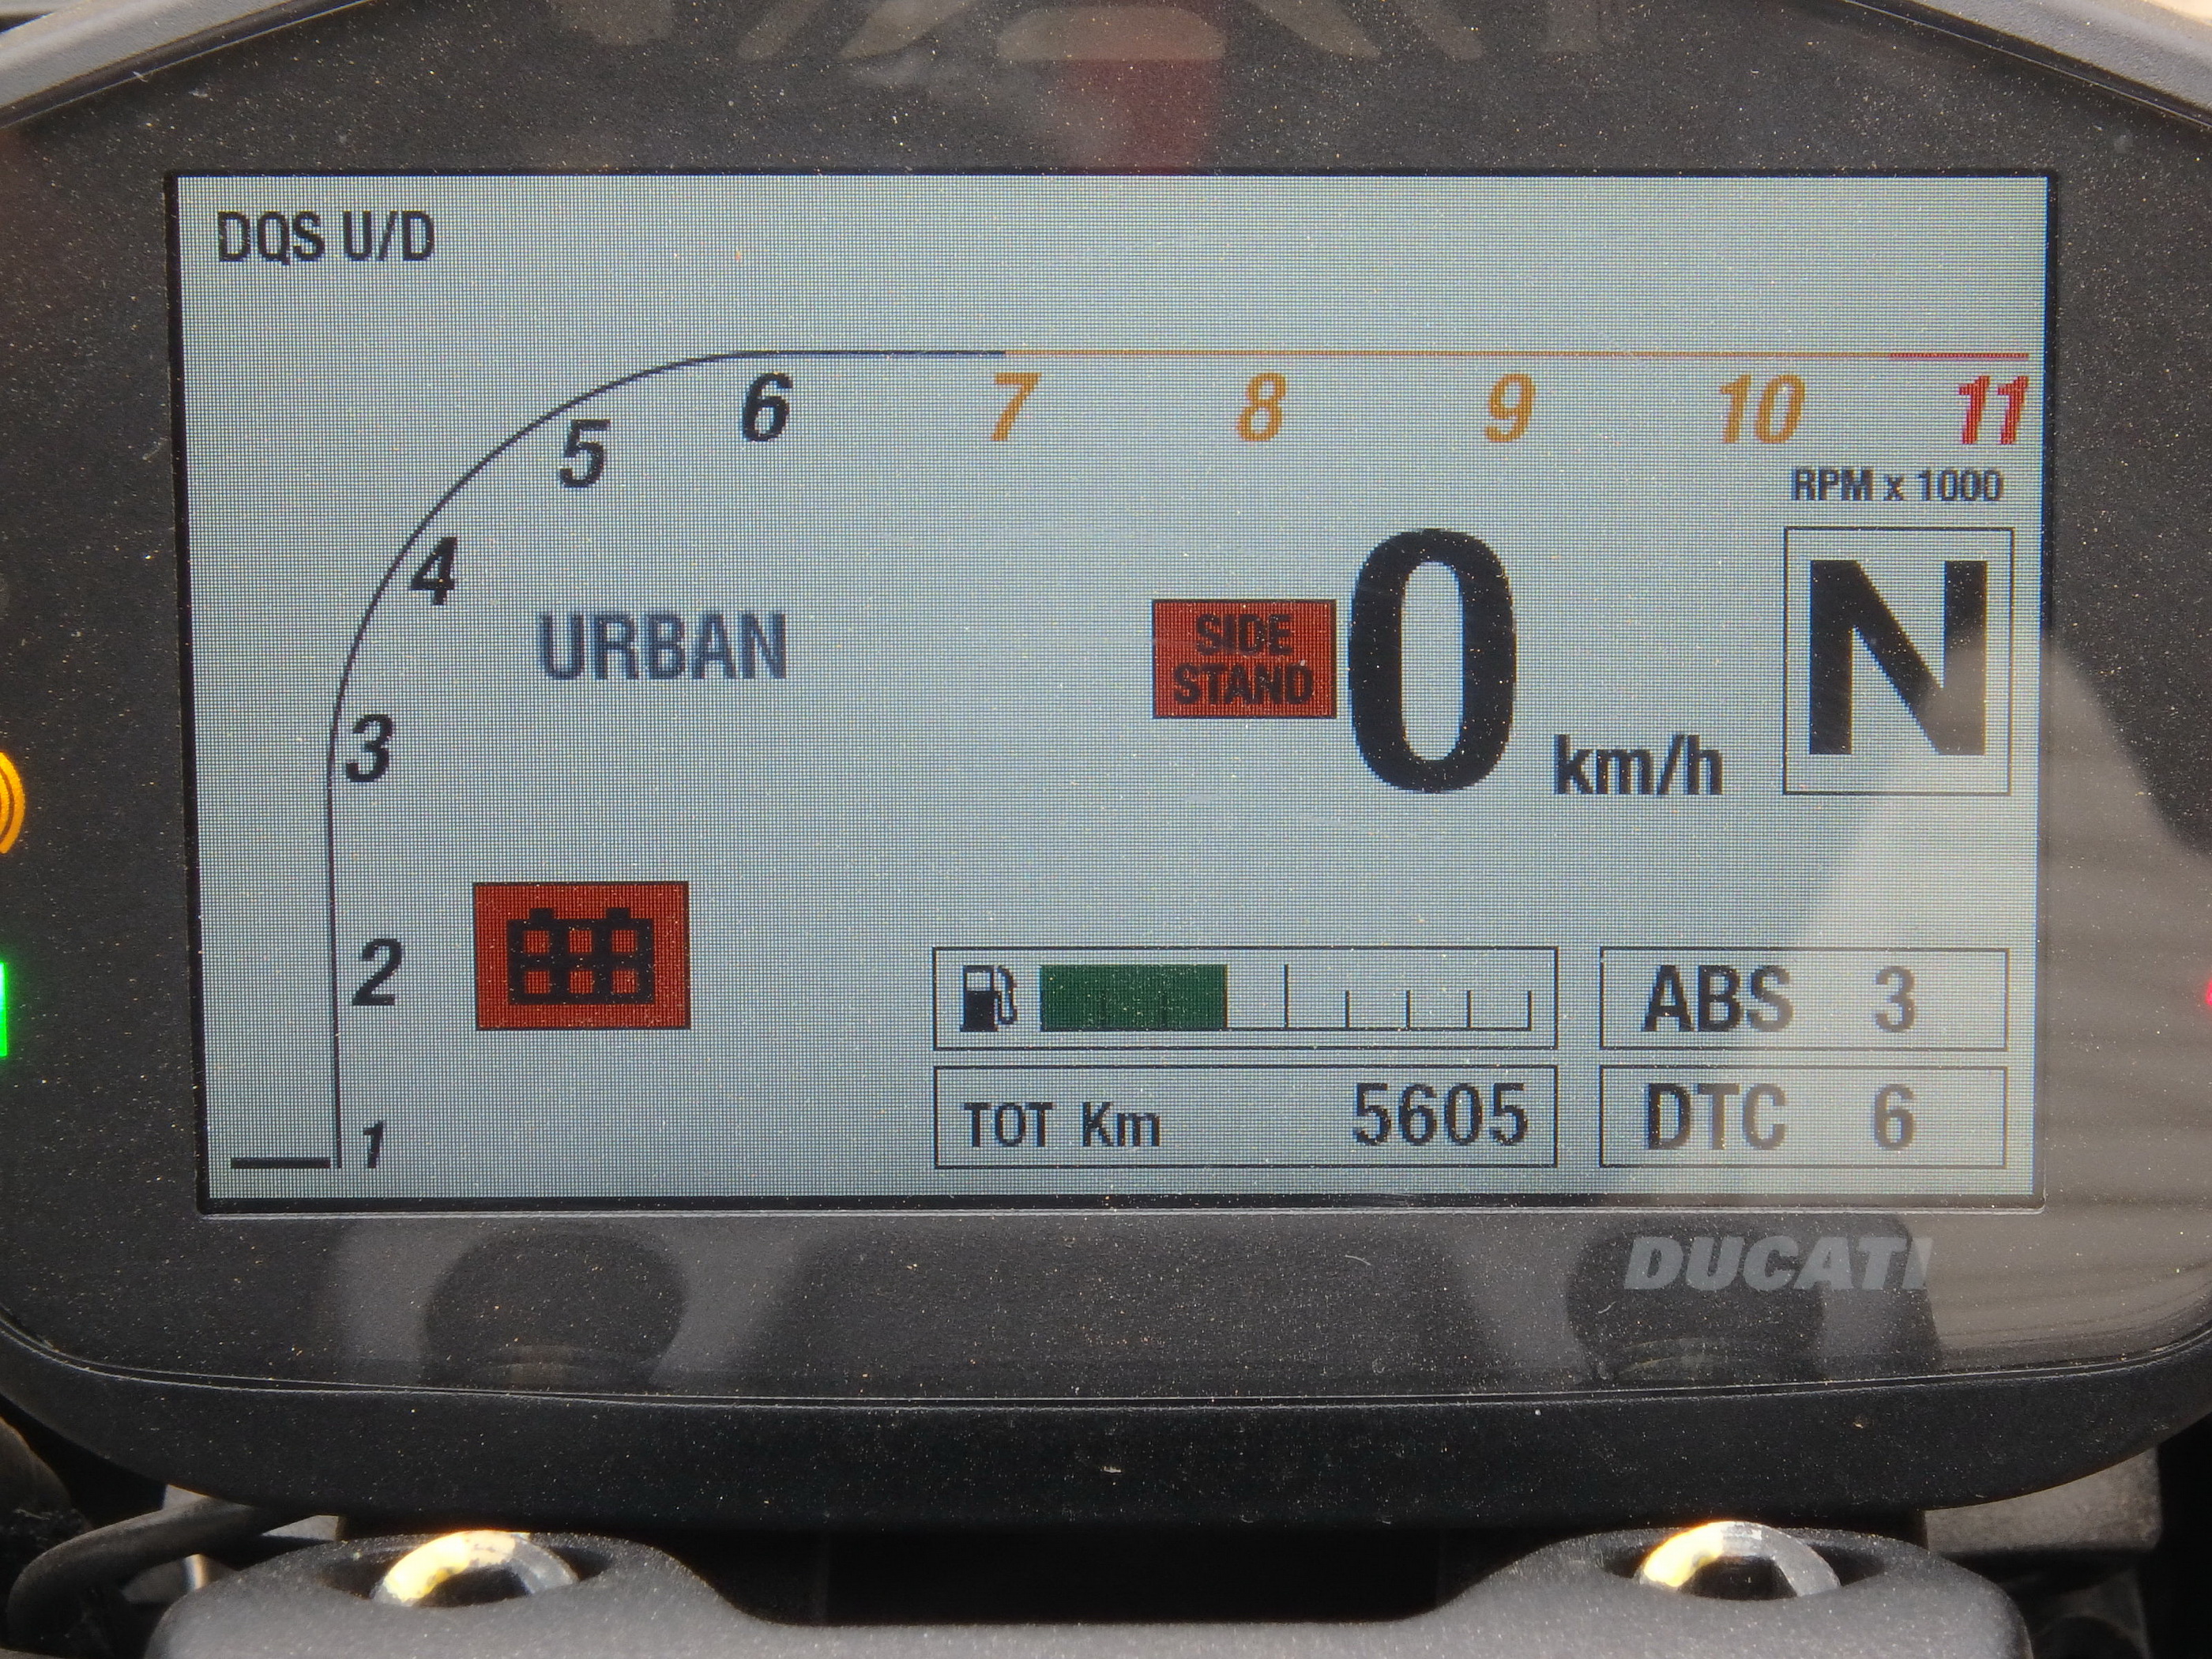 DQS U/D
6 7 8 9 10 11
5
RPM x 1000
4
URBAN
SIDE
STAND
0 km/h
N
3
2
ABS 3
1
TOT Km 5605
DTC 6
DUCATI